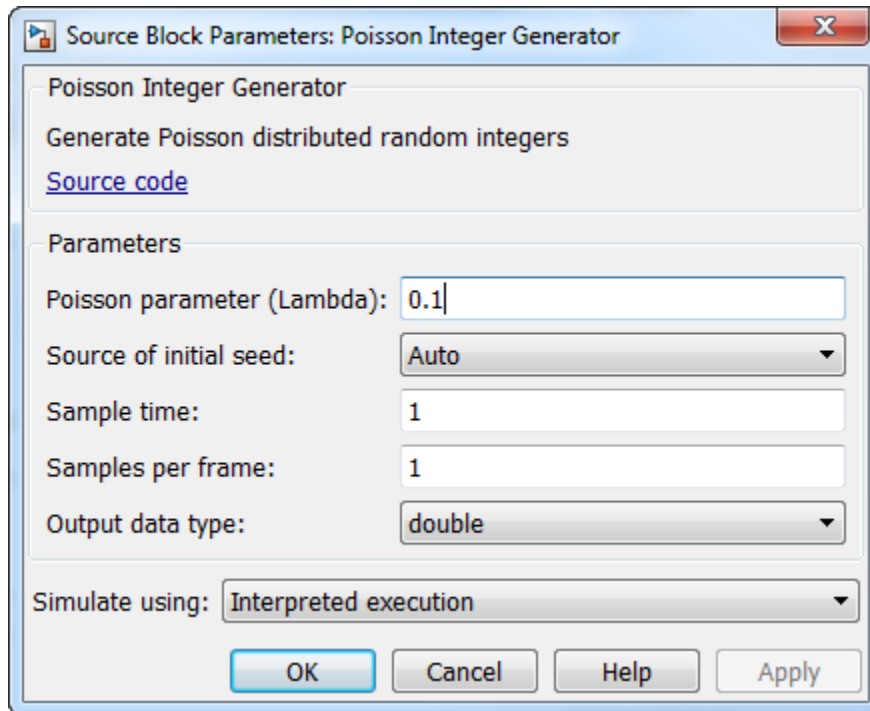 Source Block Parameters: Poisson Integer Generator
Poisson Integer Generator
Generate Poisson distributed random integers
Source code
Parameters
Poisson parameter (Lambda): 0.1
Source of initial seed: Auto
Sample time: 1
Samples per frame: 1
Output data type: double
Simulate using: Interpreted execution
OK Cancel Help Apply